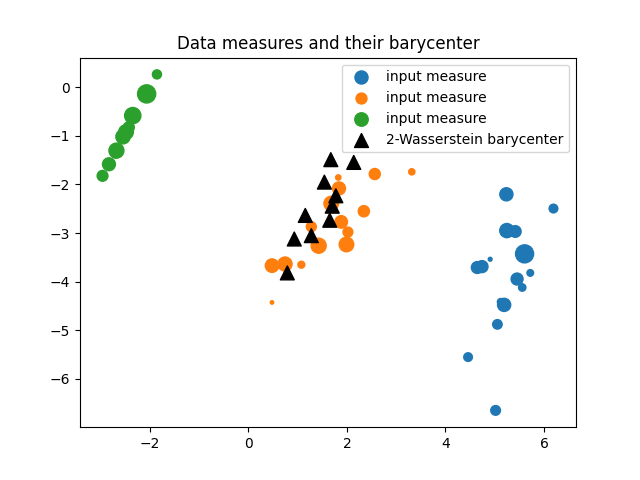 Data measures and their barycenter
input measure
input measure
input measure
2-Wasserstein barycenter
0
−1
−2
−3
−4
−5
−6
−2 0 2 4 6